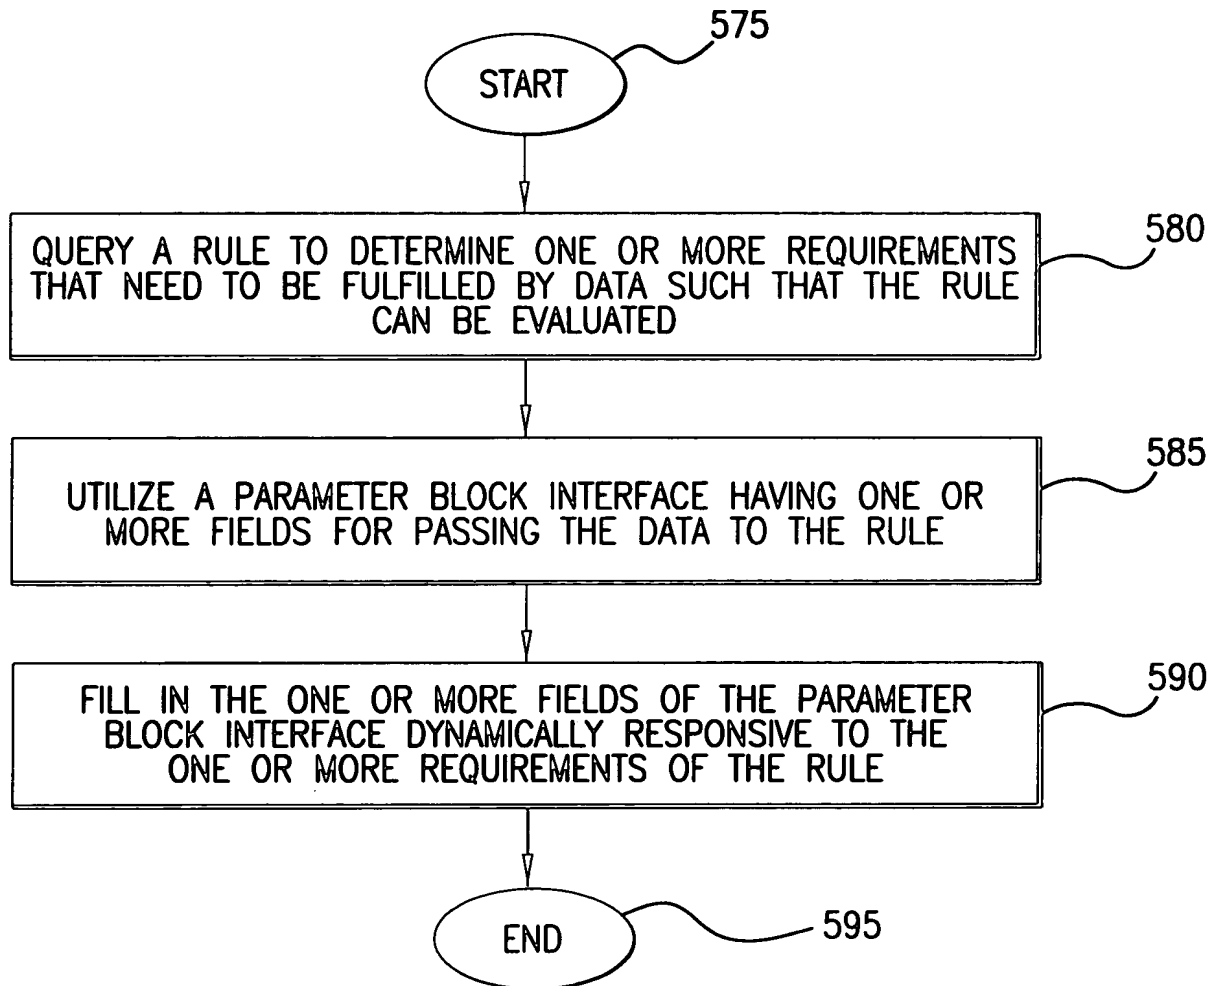 575
START
QUERY A RULE TO DETERMINE ONE OR MORE REQUIREMENTS
THAT NEED TO BE FULFILLED BY DATA SUCH THAT THE RULE
CAN BE EVALUATED
580
UTILIZE A PARAMETER BLOCK INTERFACE HAVING ONE OR
MORE FIELDS FOR PASSING THE DATA TO THE RULE
585
FILL IN THE ONE OR MORE FIELDS OF THE PARAMETER
BLOCK INTERFACE DYNAMICALLY RESPONSIVE TO THE
ONE OR MORE REQUIREMENTS OF THE RULE
590
END
595